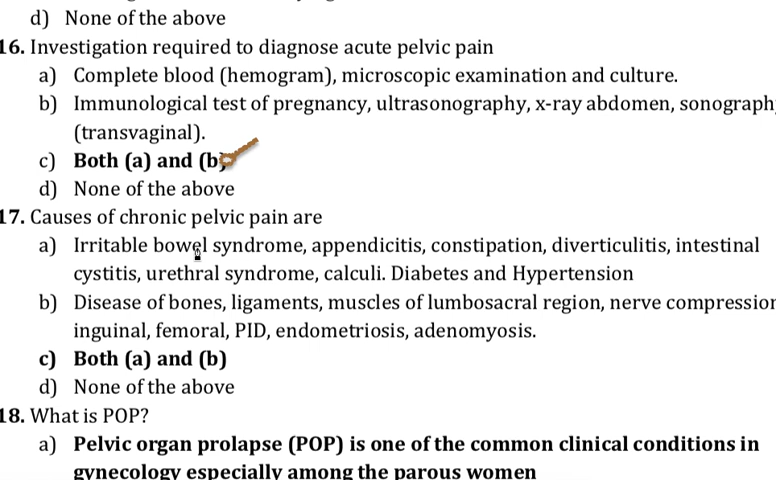 d) None of the above
16. Investigation required to diagnose acute pelvic pain
a) Complete blood (hemogram), microscopic examination and culture.
b) Immunological test of pregnancy, ultrasonography, x-ray abdomen, sonography
(transvaginal).
c) Both (a) and (b)
d) None of the above
17. Causes of chronic pelvic pain are
a) Irritable bowel syndrome, appendicitis, constipation, diverticulitis, intestinal
cystitis, urethral syndrome, calculi. Diabetes and Hypertension
b) Disease of bones, ligaments, muscles of lumbosacral region, nerve compression
inguinal, femoral, PID, endometriosis, adenomyosis.
c) Both (a) and (b)
d) None of the above
18. What is POP?
a) Pelvic organ prolapse (POP) is one of the common clinical conditions in
gynecology especially among the parous women